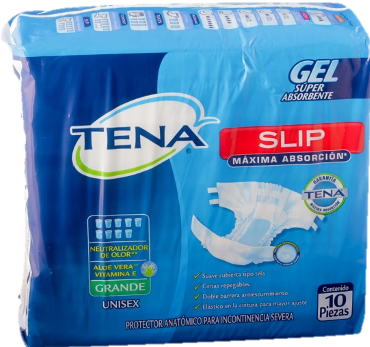 GEL
SÚPER
ABSORBENTE
TENA
SLIP
MÁXIMA ABSORCIÓN*
GARANTÍA
TENA
NEUTRALIZADOR
DE OLOR**
ALOE VERA**
VITAMINA E
GRANDE
UNISEX
✓ Suave cubierta tipo tela
✓ Cintas repegables
✓ Doble barrera antiescurrimiento
✓ Elástico en la cintura para mayor ajuste
Contenido
10
Piezas
PROTECTOR ANATÓMICO PARA INCONTINENCIA SEVERA